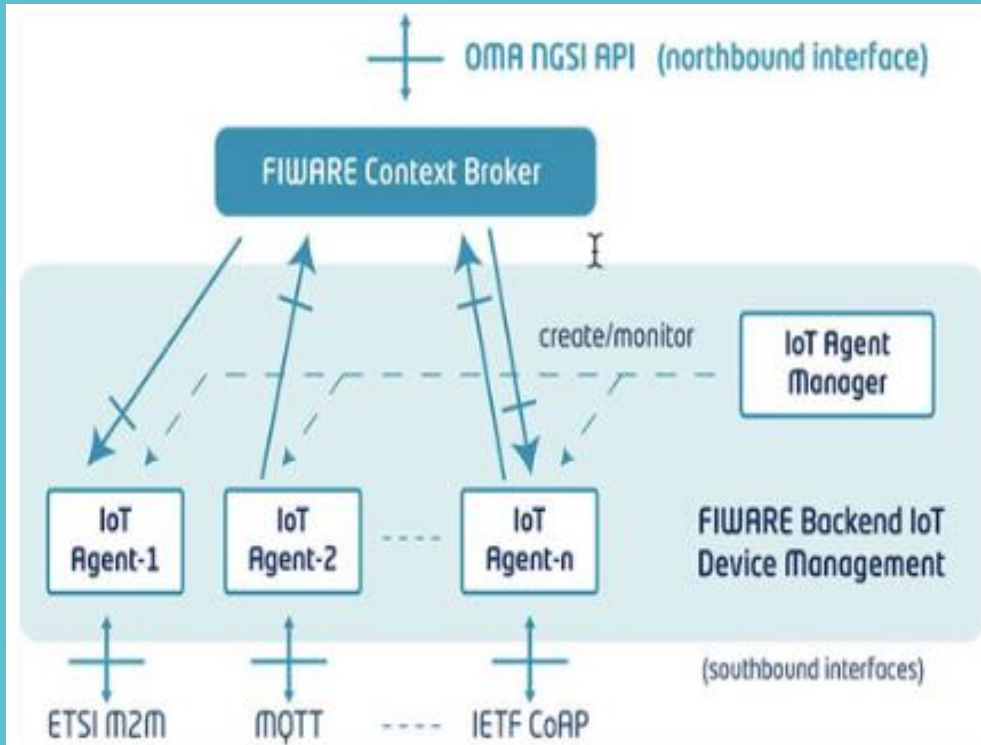 OMA NGSI API (northbound interface)
FIWARE Context Broker
create/monitor
IoT Agent
Manager
IoT
Agent-1
IoT
Agent-2
IoT
Agent-n
FIWARE Backend IoT
Device Management
(southbound interfaces)
ETSI M2M
MQTT
IETF CoAP